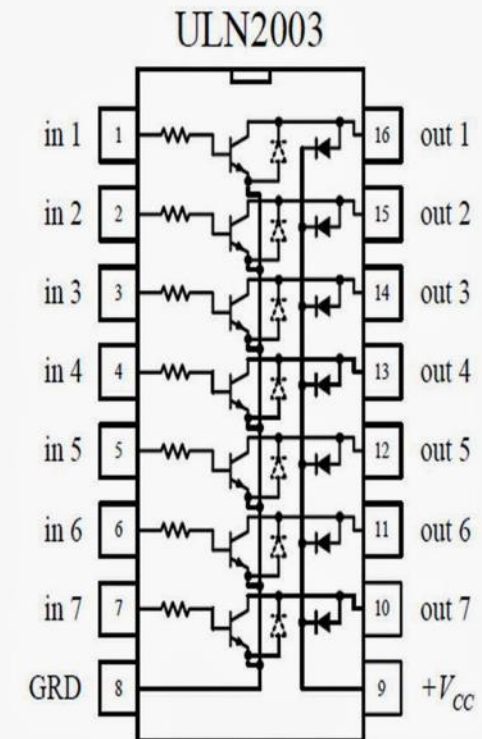 ULN2003
in 1 1 16 out 1
in 2 2 15 out 2
in 3 3 14 out 3
in 4 4 13 out 4
in 5 5 12 out 5
in 6 6 11 out 6
in 7 7 10 out 7
GRD 8 9 +VCC